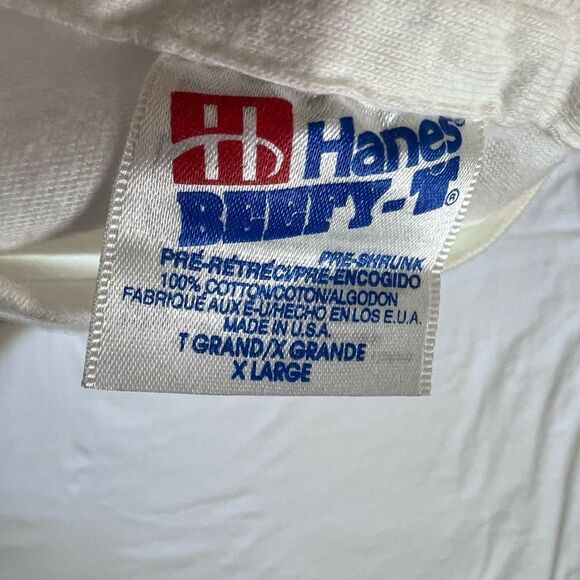 H Hanes®
BEEFY-T®
PRE-SHRUNK
PRÉ-RÉTRÉCI/PRE-ENCOGIDO
100% COTTON/COTON/ALGODON
FABRIQUÉ AUX E-U/HECHO EN LOS E.U.A.
MADE IN U.S.A.
T GRAND/X GRANDE
X LARGE